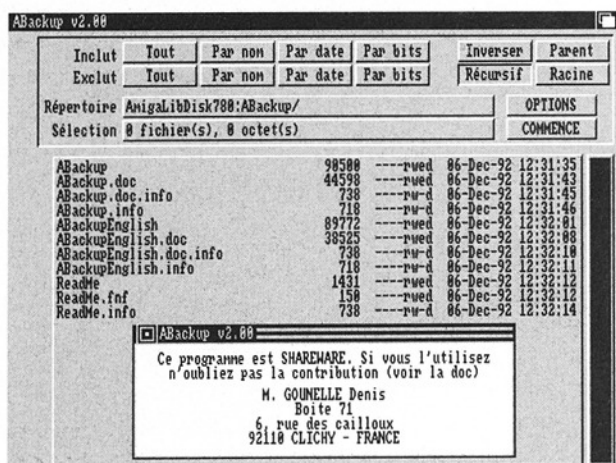 ABackup v2.00
Inclut Tout Par nom Par date Par bits Inverser Parent
Exclut Tout Par nom Par date Par bits Récursif Racine
Répertoire AmigaLibDisk780:ABackup/ OPTIONS
Sélection 0 fichier(s), 0 octet(s) COMMENCE
ABackup 90500 ----rwed 06-Dec-92 12:31:35
ABackup.doc 44598 ----rwed 06-Dec-92 12:31:43
ABackup.doc.info 738 ----rw-d 06-Dec-92 12:31:45
ABackup.info 718 ----rw-d 06-Dec-92 12:31:46
ABackupEnglish 89772 ----rwed 06-Dec-92 12:32:01
ABackupEnglish.doc 38525 ----rwed 06-Dec-92 12:32:08
ABackupEnglish.doc.info 738 ----rw-d 06-Dec-92 12:32:10
ABackupEnglish.info 718 ----rw-d 06-Dec-92 12:32:11
ReadMe 1431 ----rwed 06-Dec-92 12:32:12
ReadMe.fnf 150 ----rw-d 06-Dec-92 12:32:12
ReadMe.info 738 ----rw-d 06-Dec-92 12:32:14
ABackup v2.00
Ce programme est SHAREWARE. Si vous l'utilisez
n'oubliez pas la contribution (voir la doc)
M. GOUNELLE Denis
Boite 71
6, rue des cailloux
92110 CLICHY - FRANCE